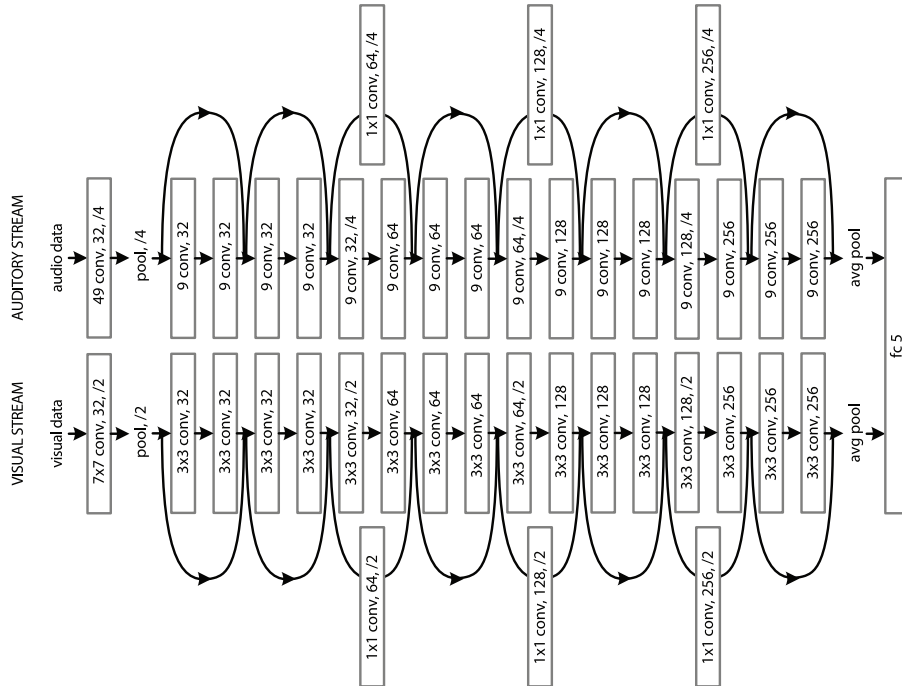 AUDITORY STREAM
audio data
49 conv, 32, /4
pool, /4
9 conv, 32
9 conv, 32
9 conv, 32
9 conv, 32
9 conv, 32, /4
9 conv, 64
9 conv, 64
9 conv, 64
9 conv, 64, /4
9 conv, 128
9 conv, 128
9 conv, 128
9 conv, 128, /4
9 conv, 256
9 conv, 256
9 conv, 256
avg pool
1x1 conv, 64, /4
1x1 conv, 128, /4
1x1 conv, 256, /4
VISUAL STREAM
visual data
7x7 conv, 32, /2
pool, /2
3x3 conv, 32
3x3 conv, 32
3x3 conv, 32
3x3 conv, 32
3x3 conv, 32, /2
3x3 conv, 64
3x3 conv, 64
3x3 conv, 64
3x3 conv, 64, /2
3x3 conv, 128
3x3 conv, 128
3x3 conv, 128
3x3 conv, 128, /2
3x3 conv, 256
3x3 conv, 256
3x3 conv, 256
avg pool
1x1 conv, 64, /2
1x1 conv, 128, /2
1x1 conv, 256, /2
fc 5